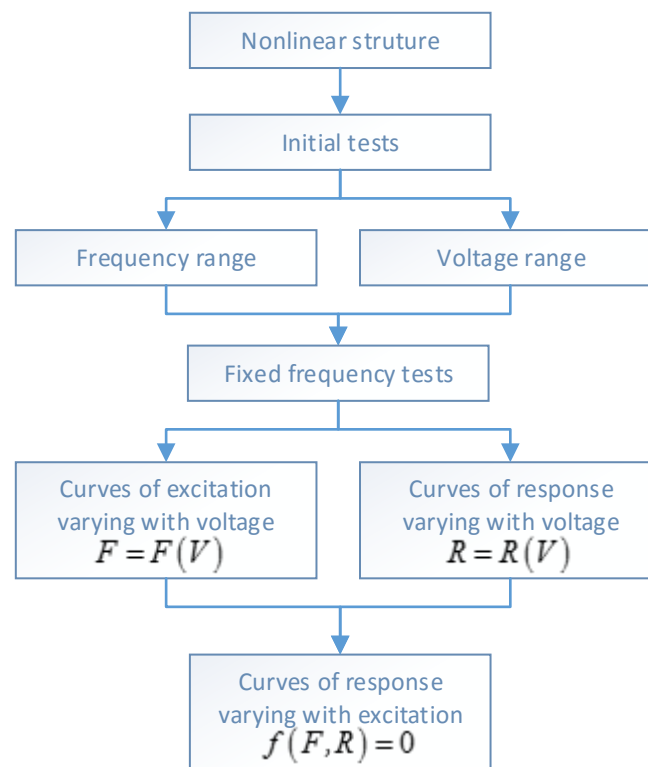 Nonlinear struture
Initial tests
Frequency range
Voltage range
Fixed frequency tests
Curves of excitation
varying with voltage
F = F(V)
Curves of response
varying with voltage
R = R(V)
Curves of response
varying with excitation
f(F,R) = 0